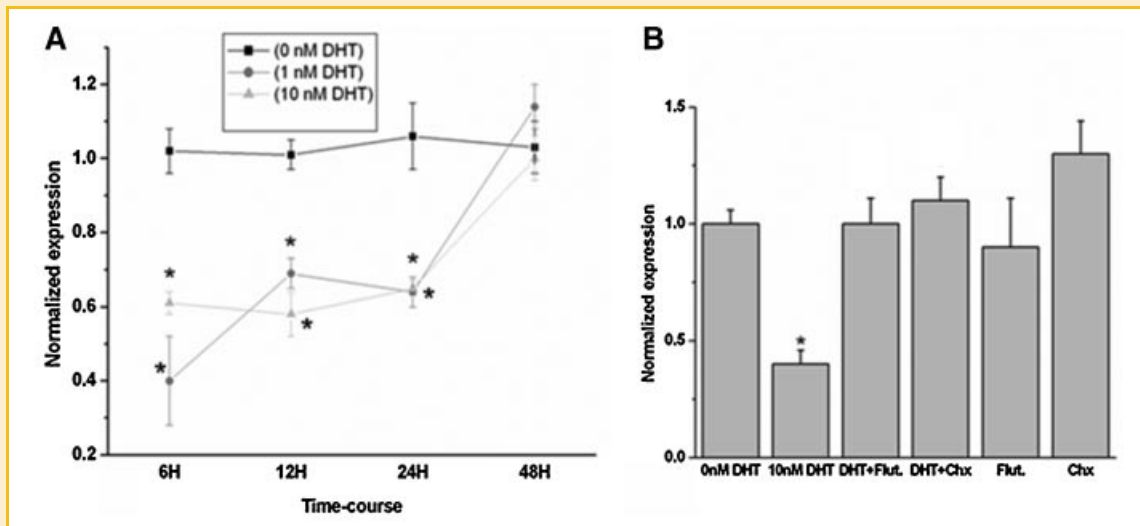 A
(0 nM DHT)
(1 nM DHT)
(10 nM DHT)
1.2
1.0
0.8
0.6
0.4
0.2
Normalized expression
*
*
*
*
*
*
6H 12H 24H 48H
Time-course
B
1.5
1.0
0.5
0.0
Normalized expression
*
0nM DHT 10nM DHT DHT+Flut. DHT+Chx Flut. Chx